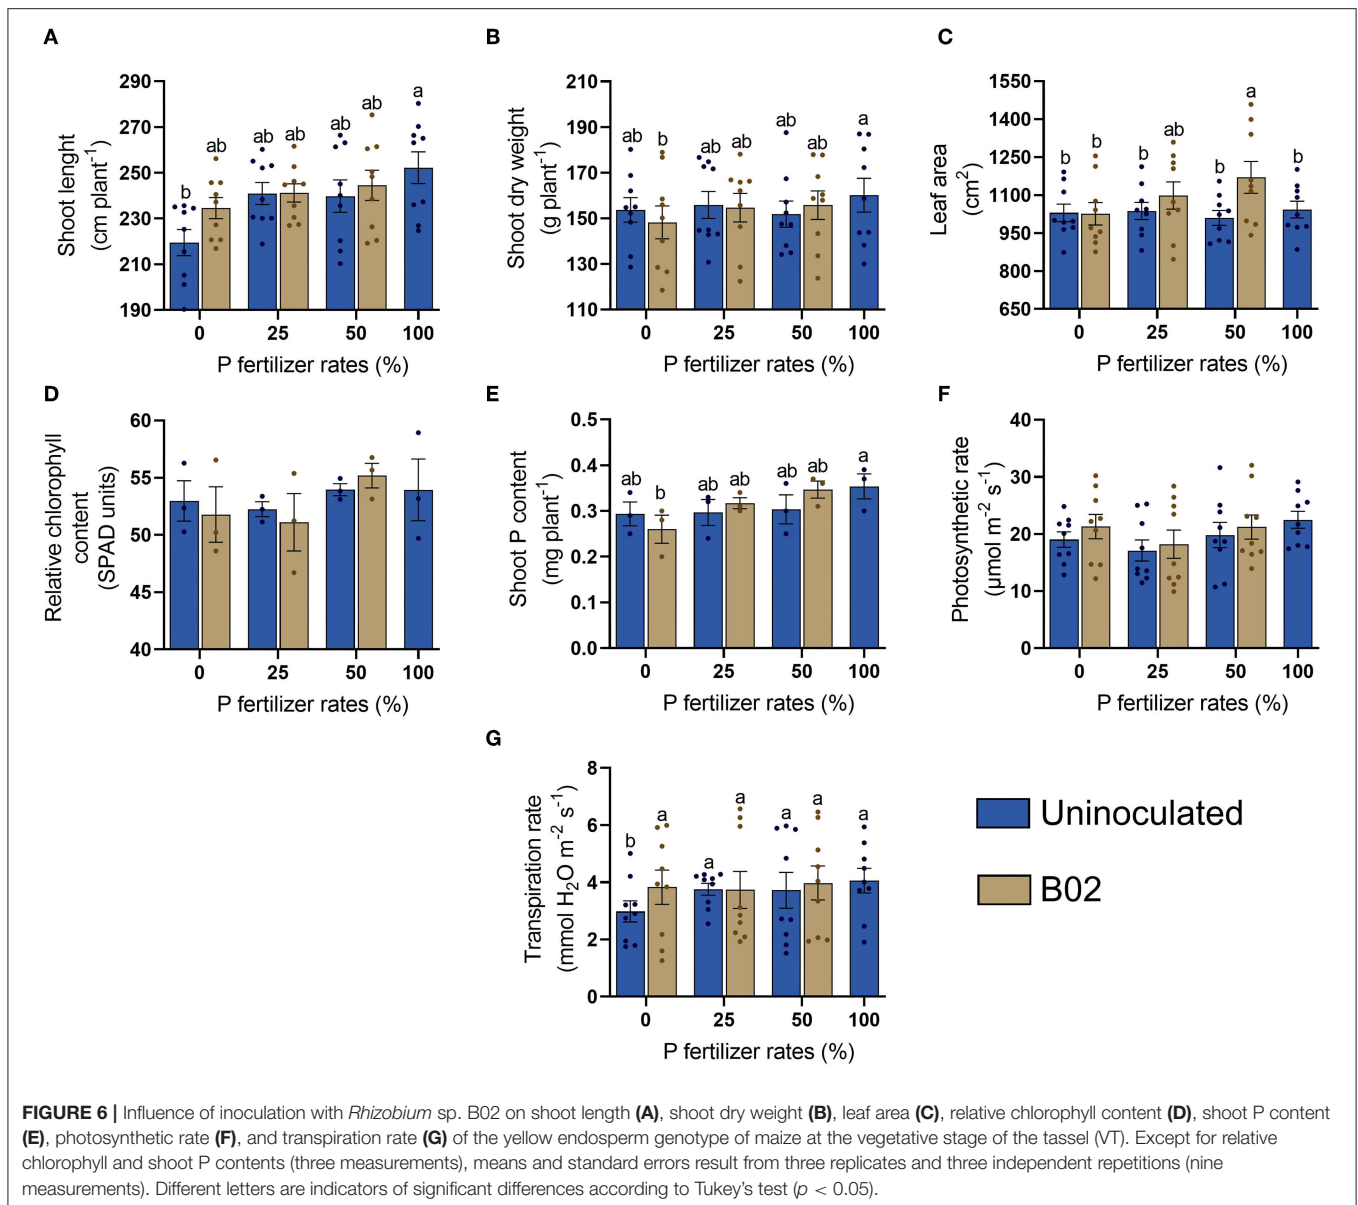 A
Shoot lenght
(cm plant-1)
290
270
250
230
210
190
b
ab
ab
ab
ab
ab
a
0 25 50 100
P fertilizer rates (%)
B
Shoot dry weight
(g plant-1)
210
190
170
150
130
110
ab
b
ab
ab
ab
ab
a
0 25 50 100
P fertilizer rates (%)
C
Leaf area
(cm2)
1550
1400
1250
1100
950
800
650
b
b
b
ab
b
a
b
0 25 50 100
P fertilizer rates (%)
D
Relative chlorophyll
content
(SPAD units)
60
55
50
45
40
0 25 50 100
P fertilizer rates (%)
E
Shoot P content
(mg plant-1)
0.5
0.4
0.3
0.2
0.1
0.0
ab
b
ab
ab
ab
ab
a
0 25 50 100
P fertilizer rates (%)
F
Photosynthetic rate
(µmol m-2 s-1)
40
30
20
10
0
0 25 50 100
P fertilizer rates (%)
G
Transpiration rate
(mmol H2O m-2 s-1)
8
6
4
2
0
b
a
a
a
a
a
a
0 25 50 100
P fertilizer rates (%)
Uninoculated
B02
FIGURE 6 | Influence of inoculation with Rhizobium sp. B02 on shoot length (A), shoot dry weight (B), leaf area (C), relative chlorophyll content (D), shoot P content
(E), photosynthetic rate (F), and transpiration rate (G) of the yellow endosperm genotype of maize at the vegetative stage of the tassel (VT). Except for relative
chlorophyll and shoot P contents (three measurements), means and standard errors result from three replicates and three independent repetitions (nine
measurements). Different letters are indicators of significant differences according to Tukey's test (p < 0.05).